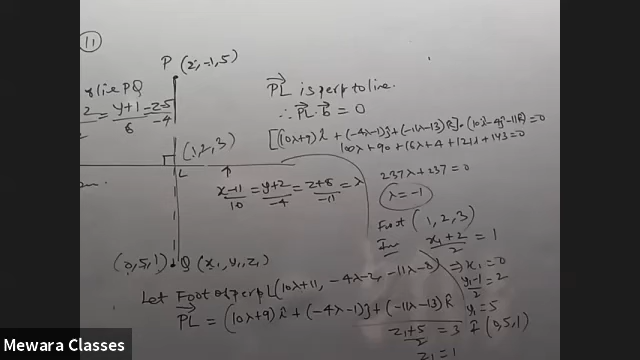 11
P (2, -1, 5)
PL is perp to line.
∴ PL . b = 0
line PQ
2/ = y+1/6 = z-5/-4
[(10λ+9) î + (-4λ-1) ĵ + (-11λ-13) k̂] . (10î-4ĵ-11k̂) = 0
100λ + 90 + 16λ + 4 + 121λ + 143 = 0
(1, 2, 3)
L
237λ + 237 = 0
λ = -1
x-11/10 = y+2/-4 = z+8/-11 = λ
Foot (1, 2, 3)
x₁+2/2 = 1
⇒ x₁ = 0
(0, 5, 1) Q (x₁, y₁, z₁)
y₁-1/2 = 2
y₁ = 5
Let Foot of perp L (10λ+11, -4λ-2, -11λ-8)
PL = (10λ+9) î + (-4λ-1) ĵ + (-11λ-13) k̂
z₁+5/2 = 3
(0, 5, 1)
z₁ = 1
Mewara Classes